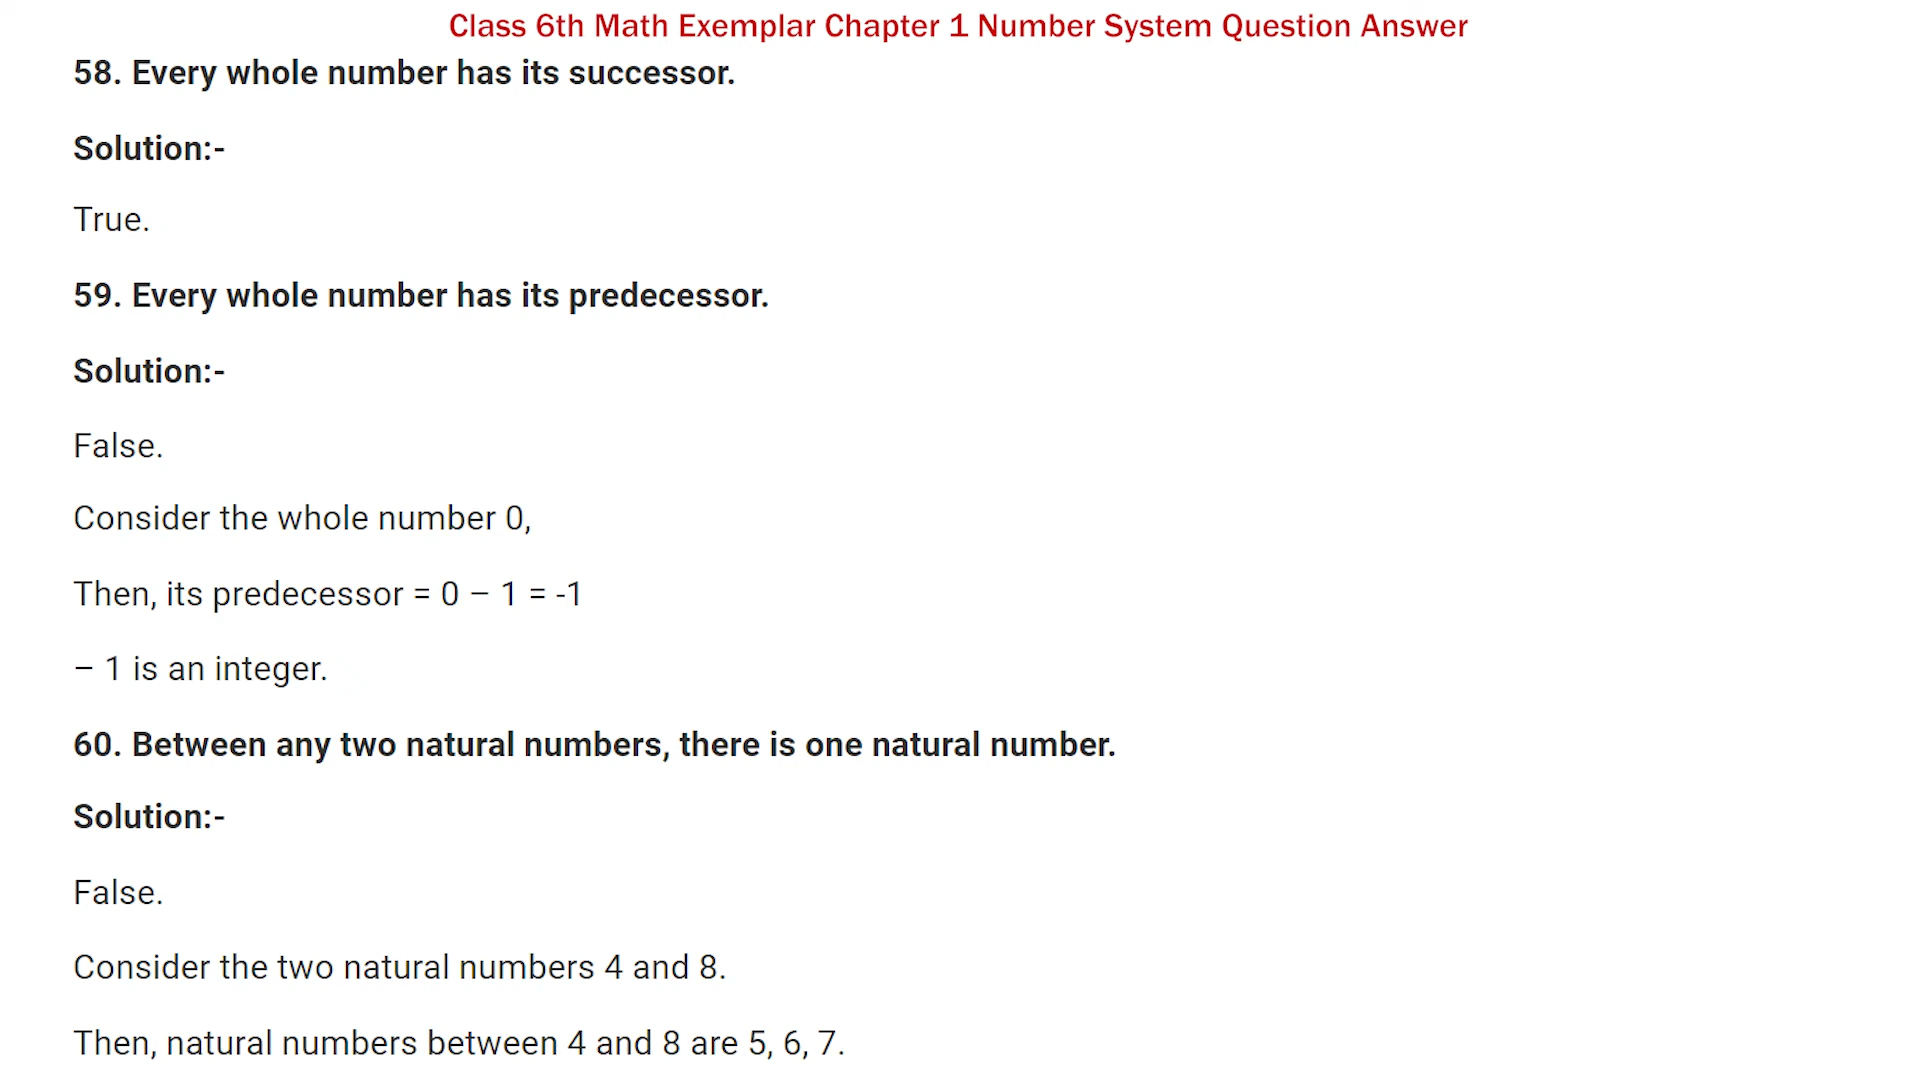 Class 6th Math Exemplar Chapter 1 Number System Question Answer
58. Every whole number has its successor.
Solution:-
True.
59. Every whole number has its predecessor.
Solution:-
False.
Consider the whole number 0,
Then, its predecessor = 0 – 1 = -1
– 1 is an integer.
60. Between any two natural numbers, there is one natural number.
Solution:-
False.
Consider the two natural numbers 4 and 8.
Then, natural numbers between 4 and 8 are 5, 6, 7.